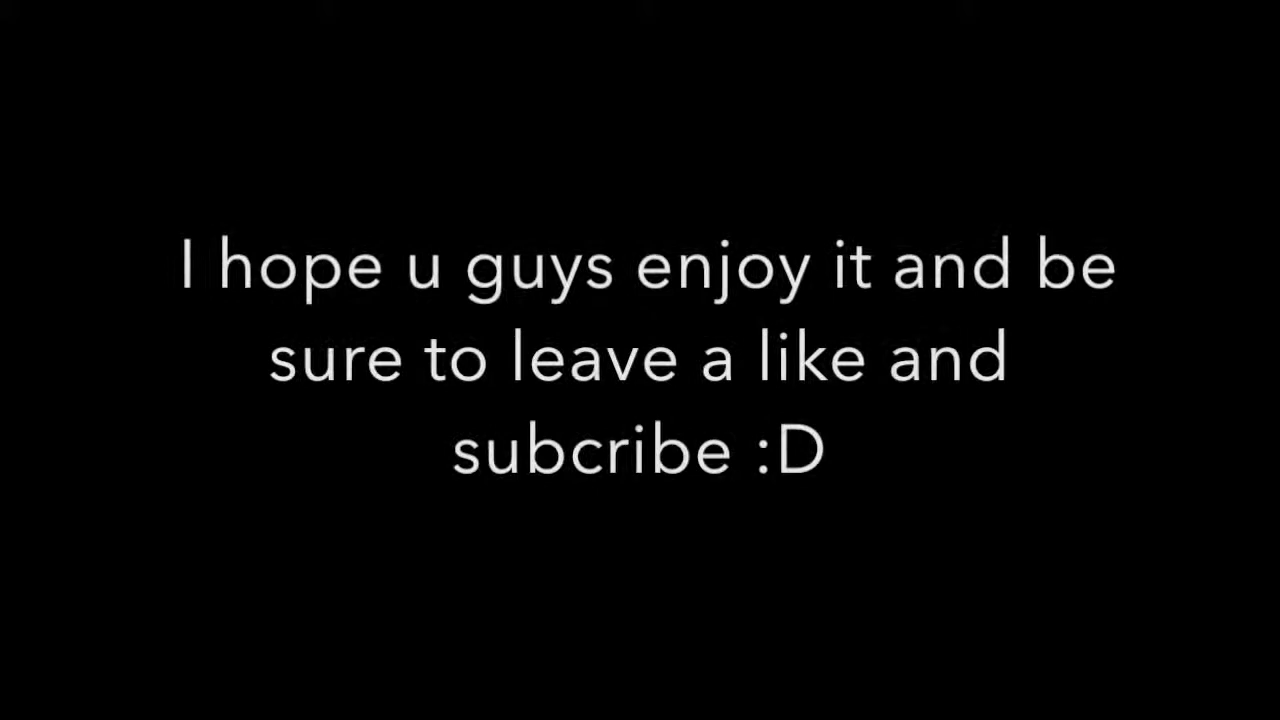 I hope u guys enjoy it and be
sure to leave a like and
subcribe :D